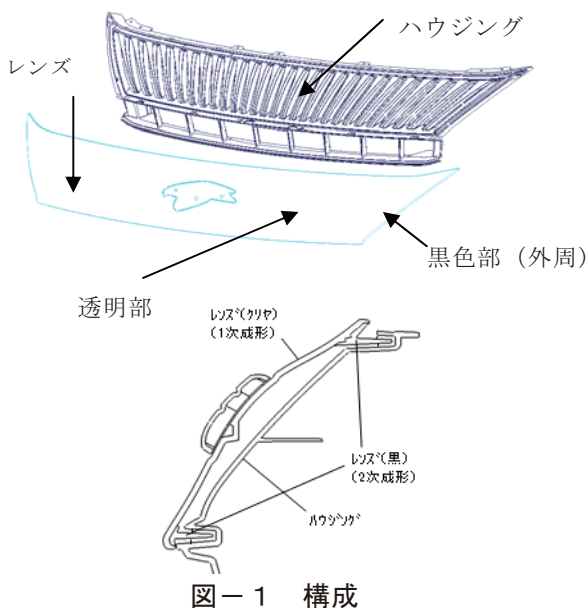 ハウジング
レンズ
黒色部（外周）
透明部
ﾚﾝｽﾞ(ｸﾘﾔ)
(1次成形)
ﾚﾝｽﾞ(黒)
(2次成形)
ﾊｳｼﾞﾝｸﾞ
図－１　構成